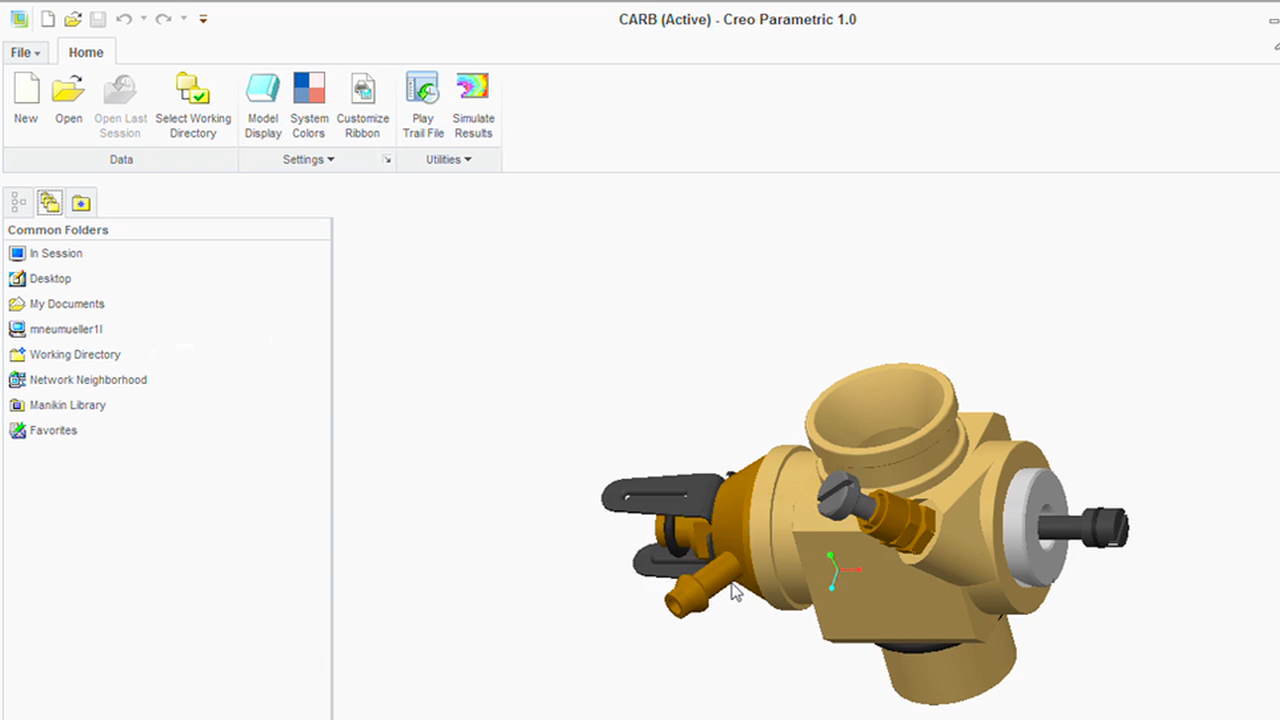 CARB (Active) - Creo Parametric 1.0
File
Home
New
Open
Open Last
Session
Select Working
Directory
Model
Display
System
Colors
Customize
Ribbon
Play
Trail File
Simulate
Results
Data
Settings
Utilities
Common Folders
In Session
Desktop
My Documents
mneumueller1l
Working Directory
Network Neighborhood
Manikin Library
Favorites